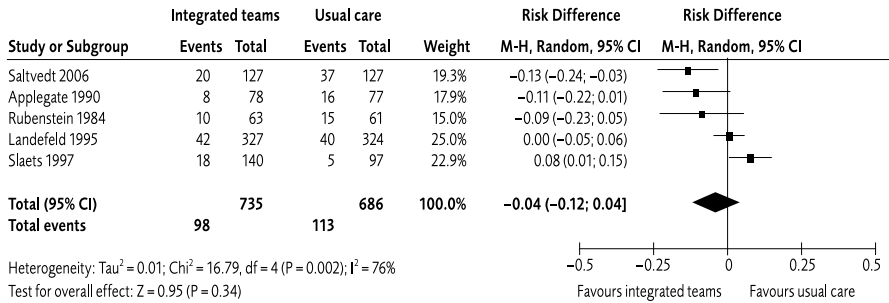 Integrated teams Usual care Risk Difference Risk Difference
Study or Subgroup Events Total Events Total Weight M-H, Random, 95% CI M-H, Random, 95% CI
Saltvedt 2006 20 127 37 127 19.3% −0.13 (−0.24; −0.03)
Applegate 1990 8 78 16 77 17.9% −0.11 (−0.22; 0.01)
Rubenstein 1984 10 63 15 61 15.0% −0.09 (−0.23; 0.05)
Landefeld 1995 42 327 40 324 25.0% 0.00 (−0.05; 0.06)
Slaets 1997 18 140 5 97 22.9% 0.08 (0.01; 0.15)
Total (95% CI) 735 686 100.0% −0.04 (−0.12; 0.04]
Total events 98 113
Heterogeneity: Tau² = 0.01; Chi² = 16.79, df = 4 (P = 0.002); I² = 76%
Test for overall effect: Z = 0.95 (P = 0.34)
−0.5 −0.25 0 0.25 0.5
Favours integrated teams Favours usual care